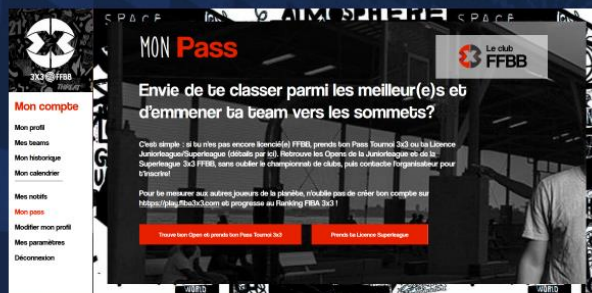 SPACE
ATMOSPHERE
SPACE
3X3 FFBB
THREAT
MON Pass
Le club
FFBB
Envie de te classer parmi les meilleur(e)s et
d'emmener ta team vers les sommets?
Mon compte
Mon profil
Mes teams
Mon historique
Mon calendrier
Mes notifs
Mon pass
Modifier mon profil
Mes paramètres
Déconnexion
C'est simple : si tu n'es pas encore licencié(e) FFBB, prends ton Pass Tournoi 3x3 ou ta Licence
Juniorleague/Superleague (détails par ici). Retrouve les Opens de la Juniorleague et de la
Superleague 3x3 FFBB, sans oublier le championnat de clubs, puis contacte l'organisateur pour
t'inscrire!
Pour te mesurer aux autres joueurs de la planète, n'oublie pas de créer ton compte sur
https://play.fiba3x3.com et progresse au Ranking FIBA 3x3 !
Trouve ton Open et prends ton Pass Tournoi 3x3
Prends ta Licence Superleague
WORLD
WORLD